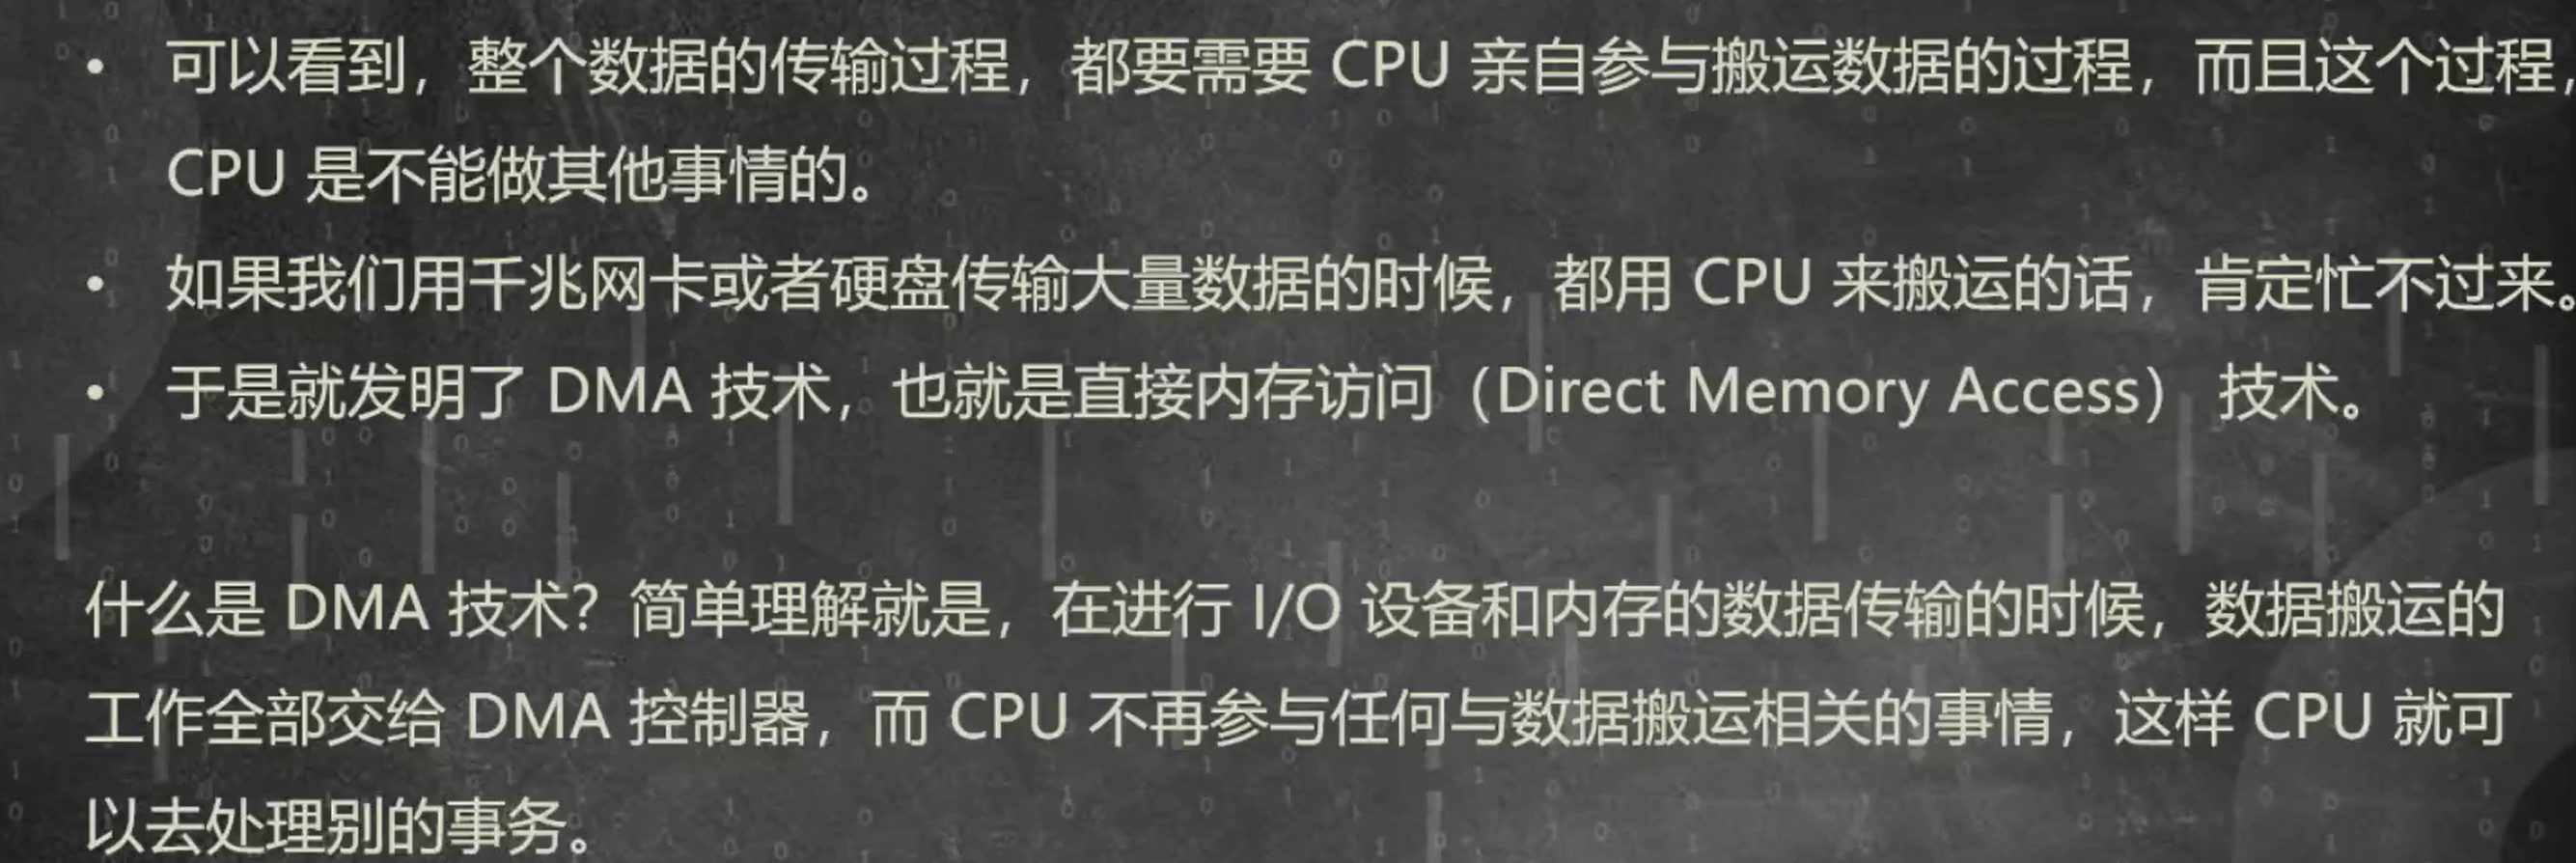 • 可以看到，整个数据的传输过程，都要需要 CPU 亲自参与搬运数据的过程，而且这个过程，
CPU 是不能做其他事情的。
• 如果我们用千兆网卡或者硬盘传输大量数据的时候，都用 CPU 来搬运的话，肯定忙不过来。
• 于是就发明了 DMA 技术，也就是直接内存访问（Direct Memory Access） 技术。
什么是 DMA 技术？简单理解就是，在进行 I/O 设备和内存的数据传输的时候，数据搬运的
工作全部交给 DMA 控制器，而 CPU 不再参与任何与数据搬运相关的事情，这样 CPU 就可
以去处理别的事务。